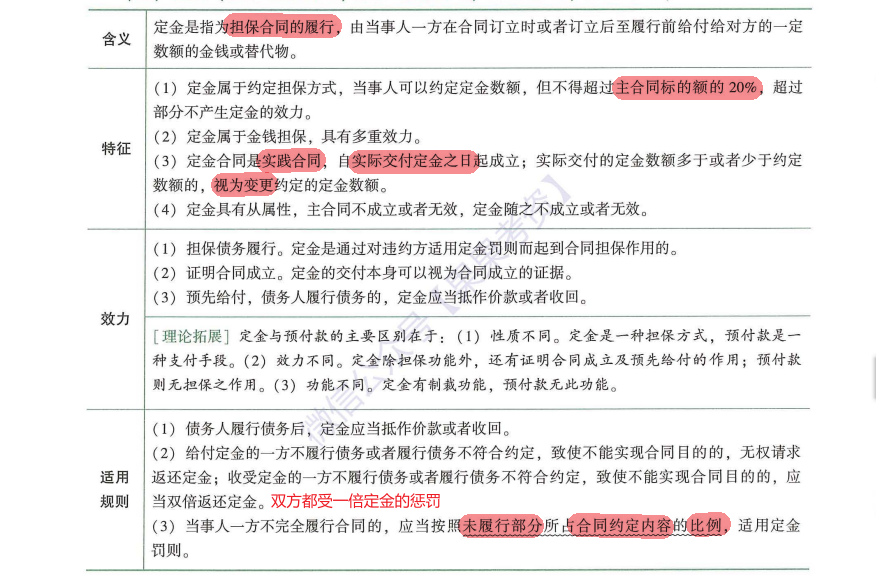 含义
定金是指为担保合同的履行，由当事人一方在合同订立时或者订立后至履行前给付给对方的一定
数额的金钱或替代物。
特征
（1）定金属于约定担保方式，当事人可以约定定金数额，但不得超过主合同标的额的 20%，超过
部分不产生定金的效力。
（2）定金属于金钱担保，具有多重效力。
（3）定金合同是实践合同，自实际交付定金之日起成立；实际交付的定金数额多于或者少于约定
数额的，视为变更约定的定金数额。
（4）定金具有从属性，主合同不成立或者无效，定金随之不成立或者无效。
效力
（1）担保债务履行。定金是通过对违约方适用定金罚则而起到合同担保作用的。
（2）证明合同成立。定金的交付本身可以视为合同成立的证据。
（3）预先给付，债务人履行债务的，定金应当抵作价款或者收回。
［理论拓展］定金与预付款的主要区别在于：（1）性质不同。定金是一种担保方式，预付款是一
种支付手段。（2）效力不同。定金除担保功能外，还有证明合同成立及预先给付的作用；预付款
则无担保之作用。（3）功能不同。定金有制裁功能，预付款无此功能。
适用
规则
（1）债务人履行债务后，定金应当抵作价款或者收回。
（2）给付定金的一方不履行债务或者履行债务不符合约定，致使不能实现合同目的的，无权请求
返还定金；收受定金的一方不履行债务或者履行债务不符合约定，致使不能实现合同目的的，应
当双倍返还定金。双方都受一倍定金的惩罚
（3）当事人一方不完全履行合同的，应当按照未履行部分所占合同约定内容的比例，适用定金
罚则。
微信公众号【果果考资】